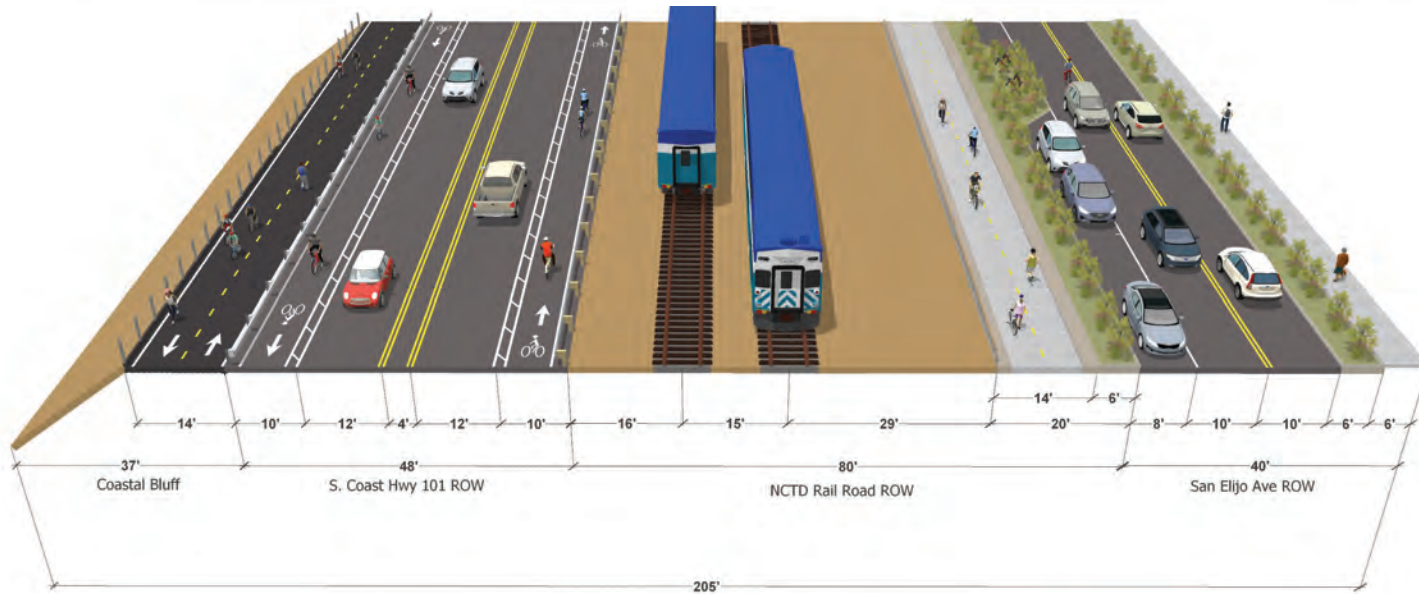 14' 6'
14' 10' 12' 4' 12' 10' 16' 15' 29' 20' 8' 10' 10' 6' 6'
37' 48' 80' 40'
Coastal Bluff S. Coast Hwy 101 ROW NCTD Rail Road ROW San Elijo Ave ROW
205'